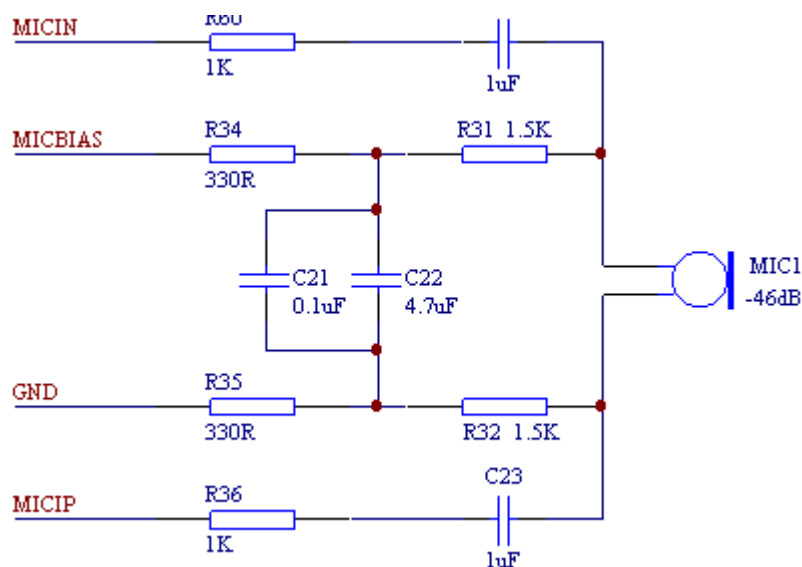 MICIN
1K
1uF
MICBIAS
R34
330R
R31 1.5K
C21
0.1uF
C22
4.7uF
MIC1
-46dB
GND
R35
330R
R32 1.5K
MICIP
R36
1K
C23
1uF